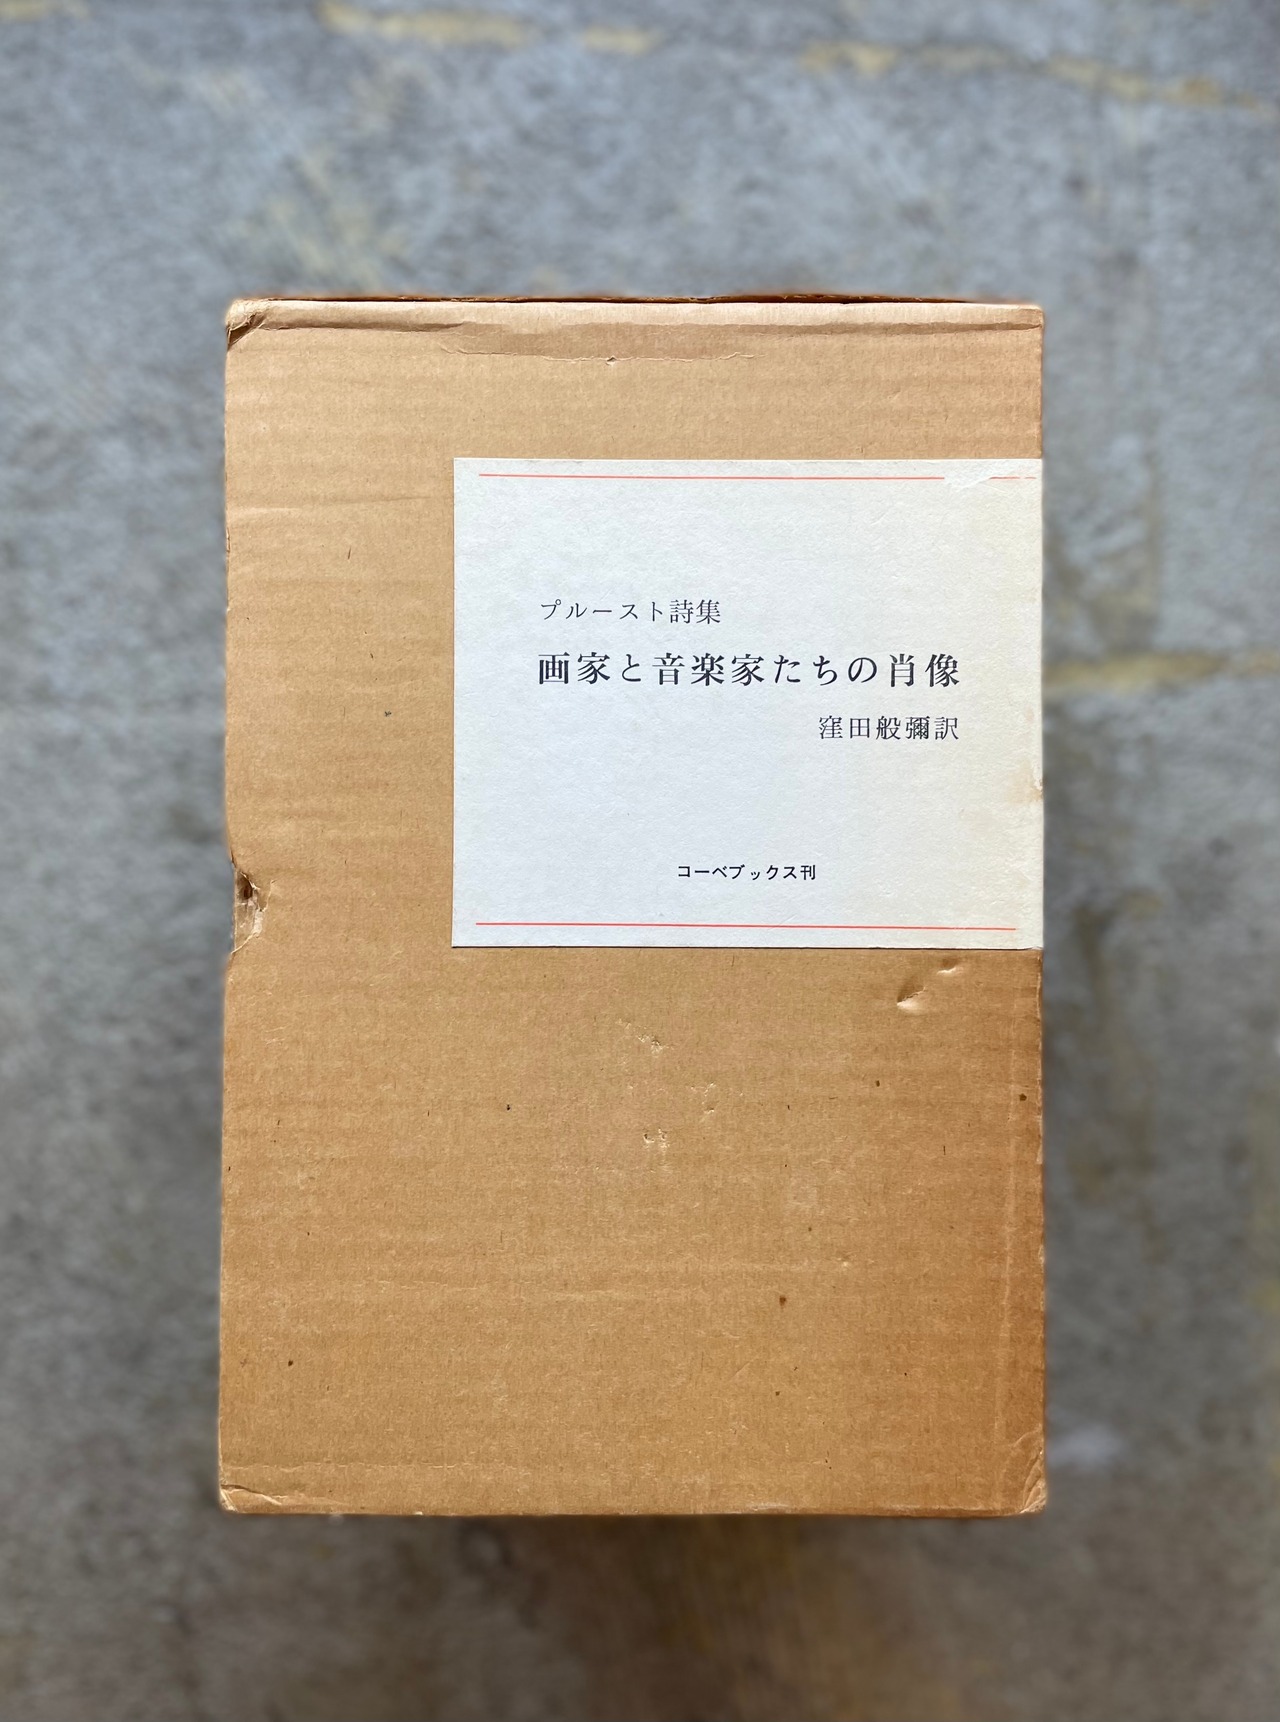 プルースト詩集
画家と音楽家たちの肖像
窪田般彌訳
コーベブックス刊